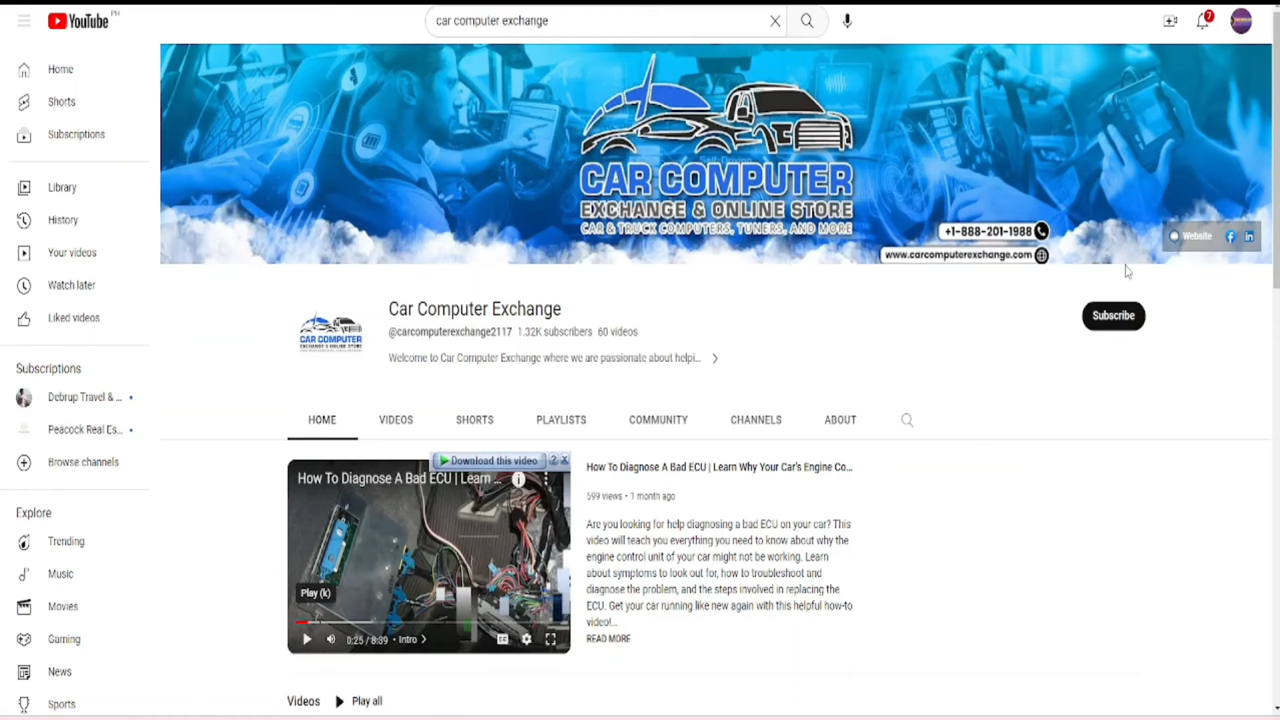 YouTube PH
car computer exchange
7
Home
Shorts
Subscriptions
Library
History
Your videos
Watch later
Liked videos
Subscriptions
Debrup Travel & ...
Peacock Real Es...
Browse channels
Explore
Trending
Music
Movies
Gaming
News
Sports
CAR COMPUTER
EXCHANGE & ONLINE STORE
CAR & TRUCK COMPUTERS, TUNERS, AND MORE
+1-888-201-1988
www.carcomputerexchange.com
Website
CAR COMPUTER
EXCHANGE & ONLINE STORE
Car Computer Exchange
@carcomputerexchange2117 1.32K subscribers 60 videos
Welcome to Car Computer Exchange where we are passionate about helpi...
Subscribe
HOME VIDEOS SHORTS PLAYLISTS COMMUNITY CHANNELS ABOUT
Download this video ? X
How To Diagnose A Bad ECU | Learn ...
Play (k)
0:25 / 8:39 • Intro
How To Diagnose A Bad ECU | Learn Why Your Car's Engine Co...
599 views • 1 month ago
Are you looking for help diagnosing a bad ECU on your car? This
video will teach you everything you need to know about why the
engine control unit of your car might not be working. Learn
about symptoms to look out for, how to troubleshoot and
diagnose the problem, and the steps involved in replacing the
ECU. Get your car running like new again with this helpful how-to
video!...
READ MORE
Videos Play all